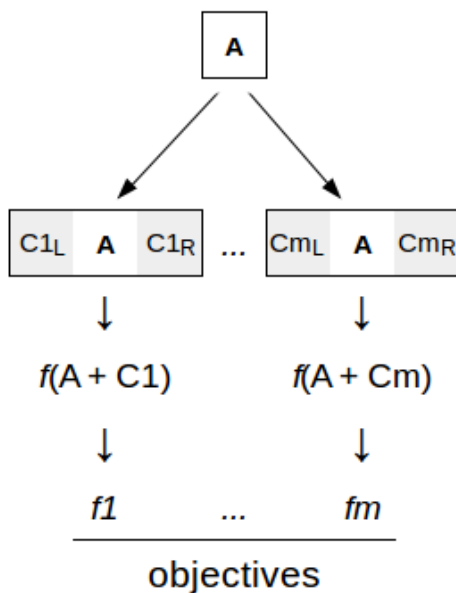 A
C1L A C1R ... CmL A CmR
↓ ↓
f(A + C1) f(A + Cm)
↓ ↓
f1 ... fm
objectives